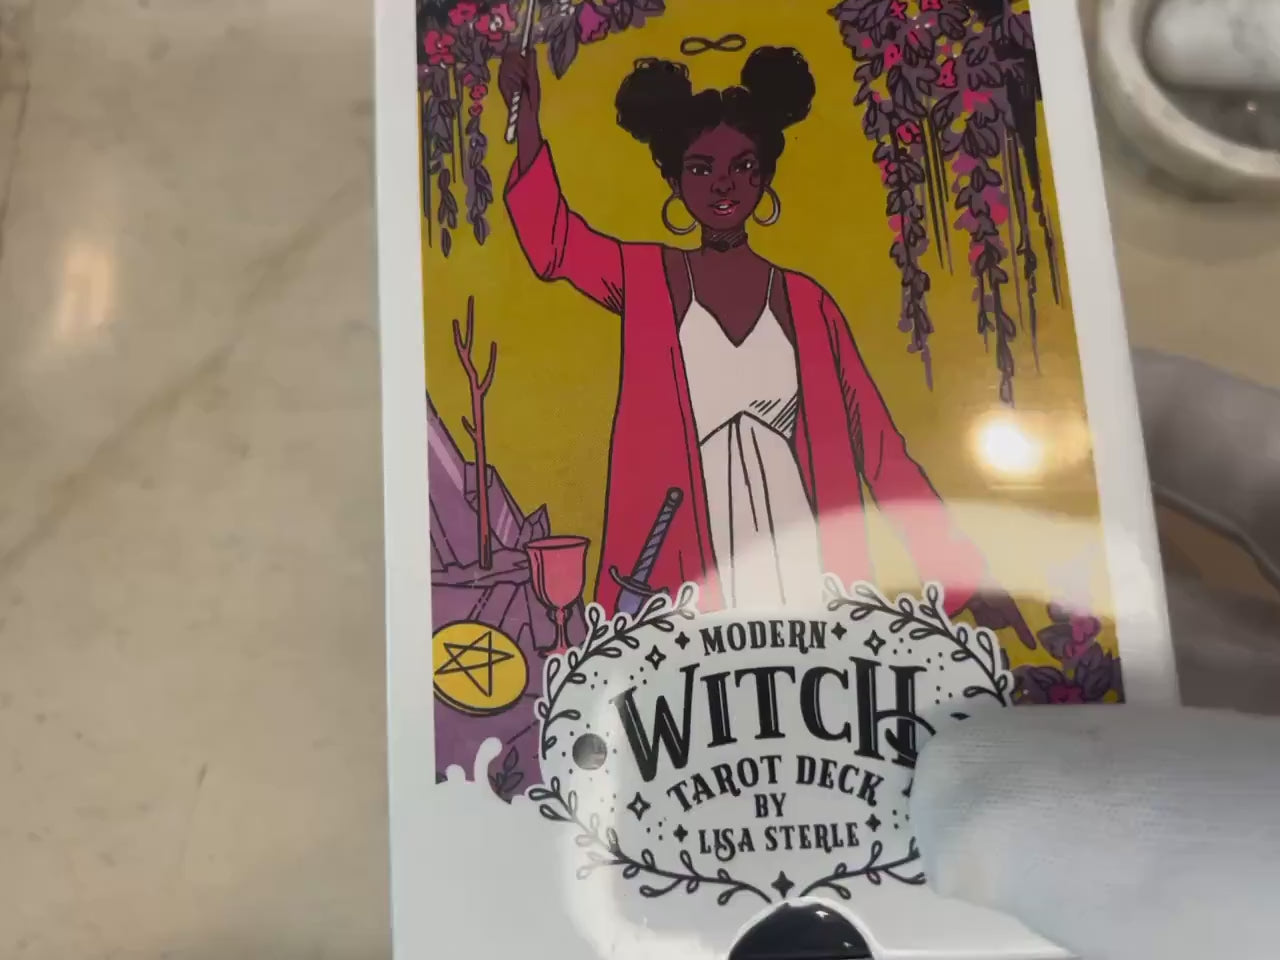 MODERN
WITCH
TAROT DECK
BY
LISA STERLE